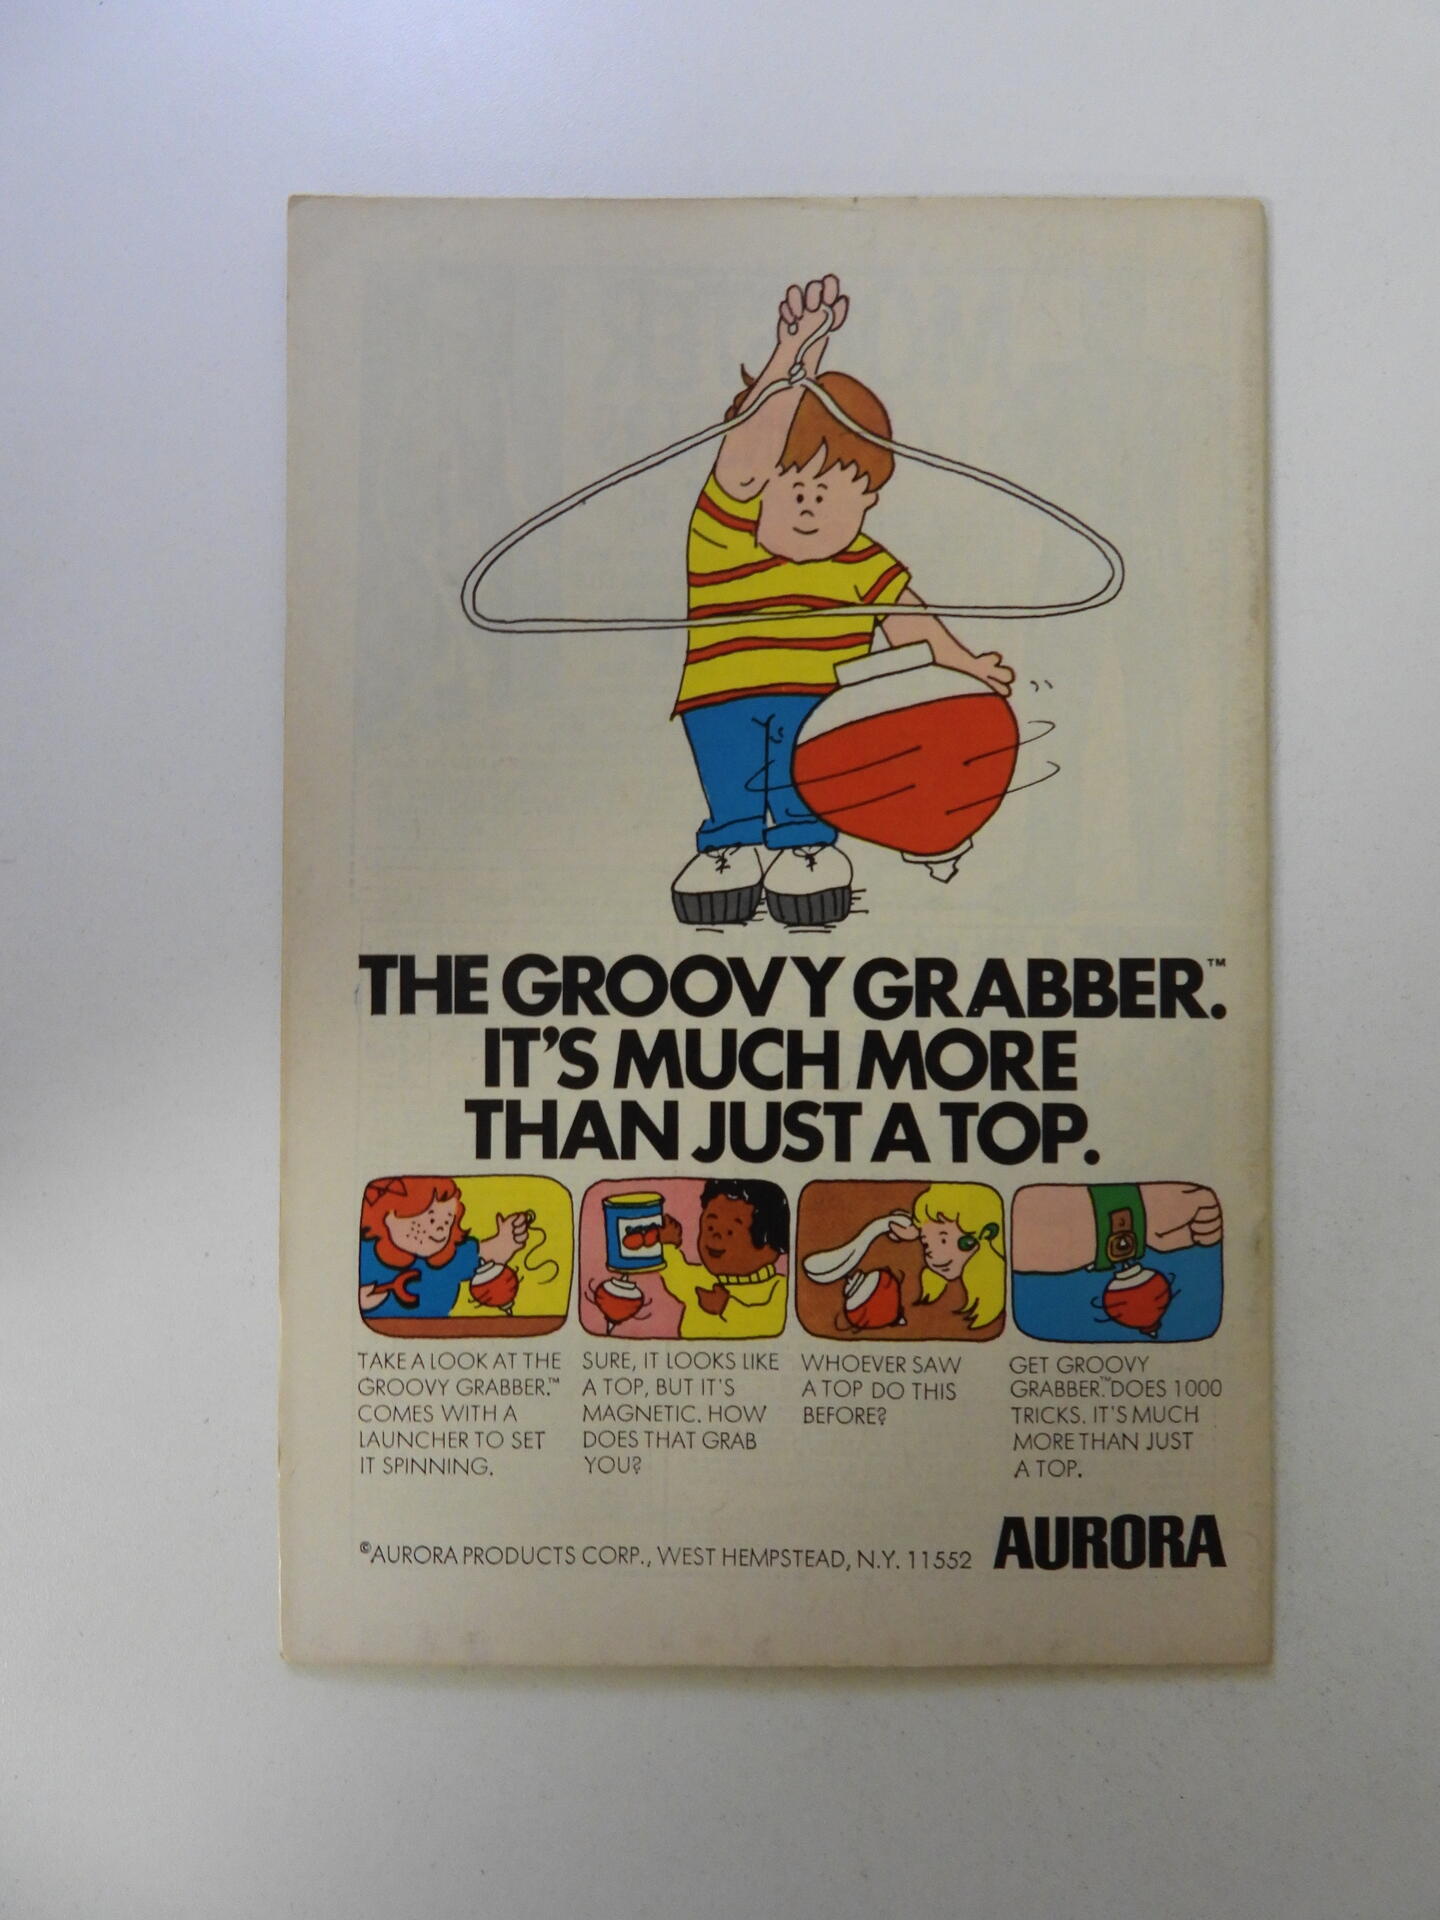 THE GROOVY GRABBER.™
IT'S MUCH MORE
THAN JUST A TOP.
TAKE A LOOK AT THE
GROOVY GRABBER.™
COMES WITH A
LAUNCHER TO SET
IT SPINNING.
SURE, IT LOOKS LIKE
A TOP, BUT IT'S
MAGNETIC. HOW
DOES THAT GRAB
YOU?
WHOEVER SAW
A TOP DO THIS
BEFORE?
GET GROOVY
GRABBER.™ DOES 1000
TRICKS. IT'S MUCH
MORE THAN JUST
A TOP.
©AURORA PRODUCTS CORP., WEST HEMPSTEAD, N.Y. 11552
AURORA